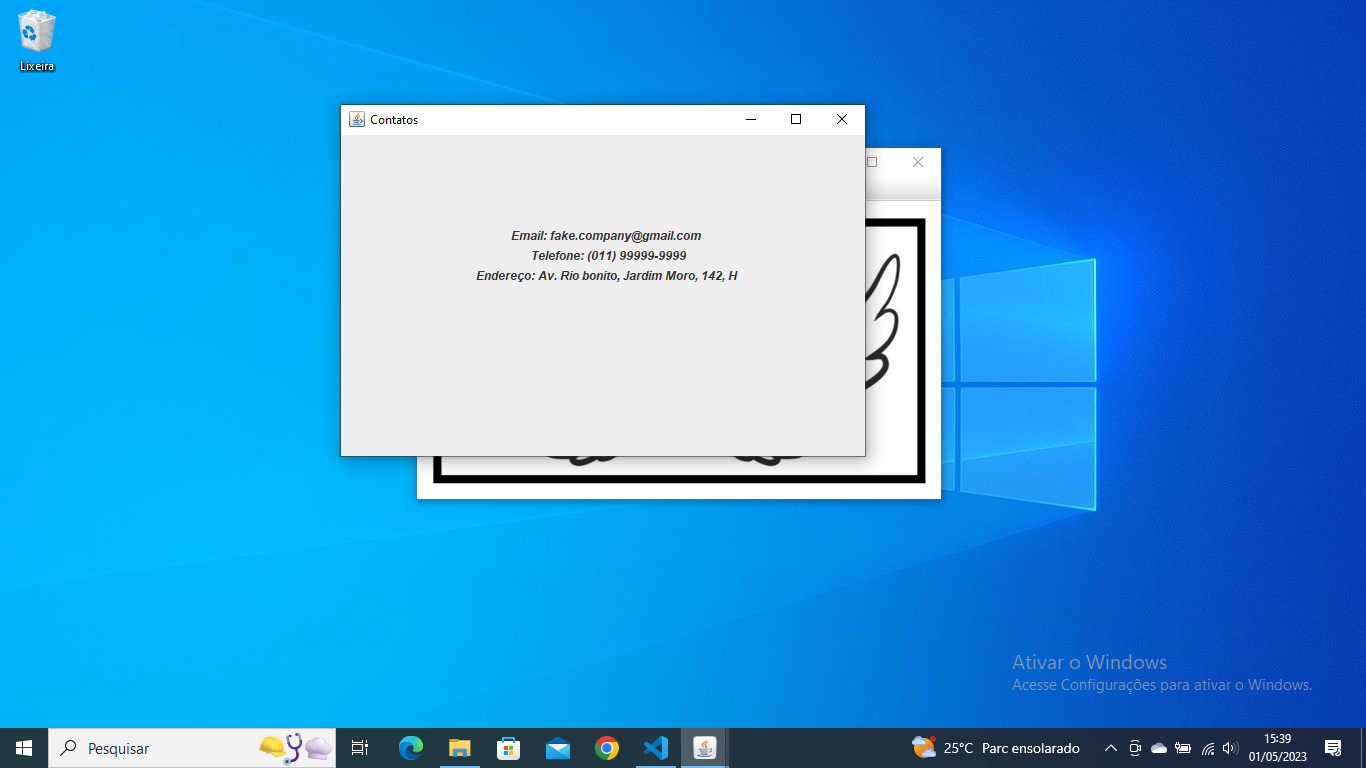 Lixeira
Contatos
Email: fake.company@gmail.com
Telefone: (011) 99999-9999
Endereço: Av. Rio bonito, Jardim Moro, 142, H
Ativar o Windows
Acesse Configurações para ativar o Windows.
Pesquisar
25°C Parc ensolarado
15:39
01/05/2023